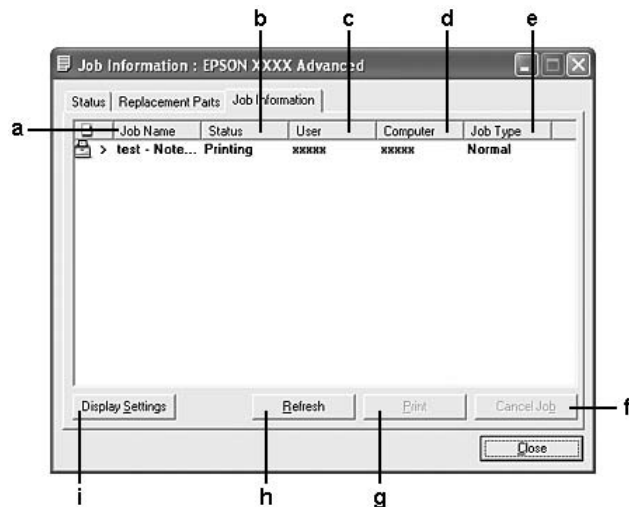 b c d e
Job Information : EPSON XXXX Advanced
Status Replacement Parts Job Information
a Job Name Status User Computer Job Type
> test - Note... Printing xxxxx xxxxx Normal
Display Settings Refresh Print Cancel Job f
Close
i h g